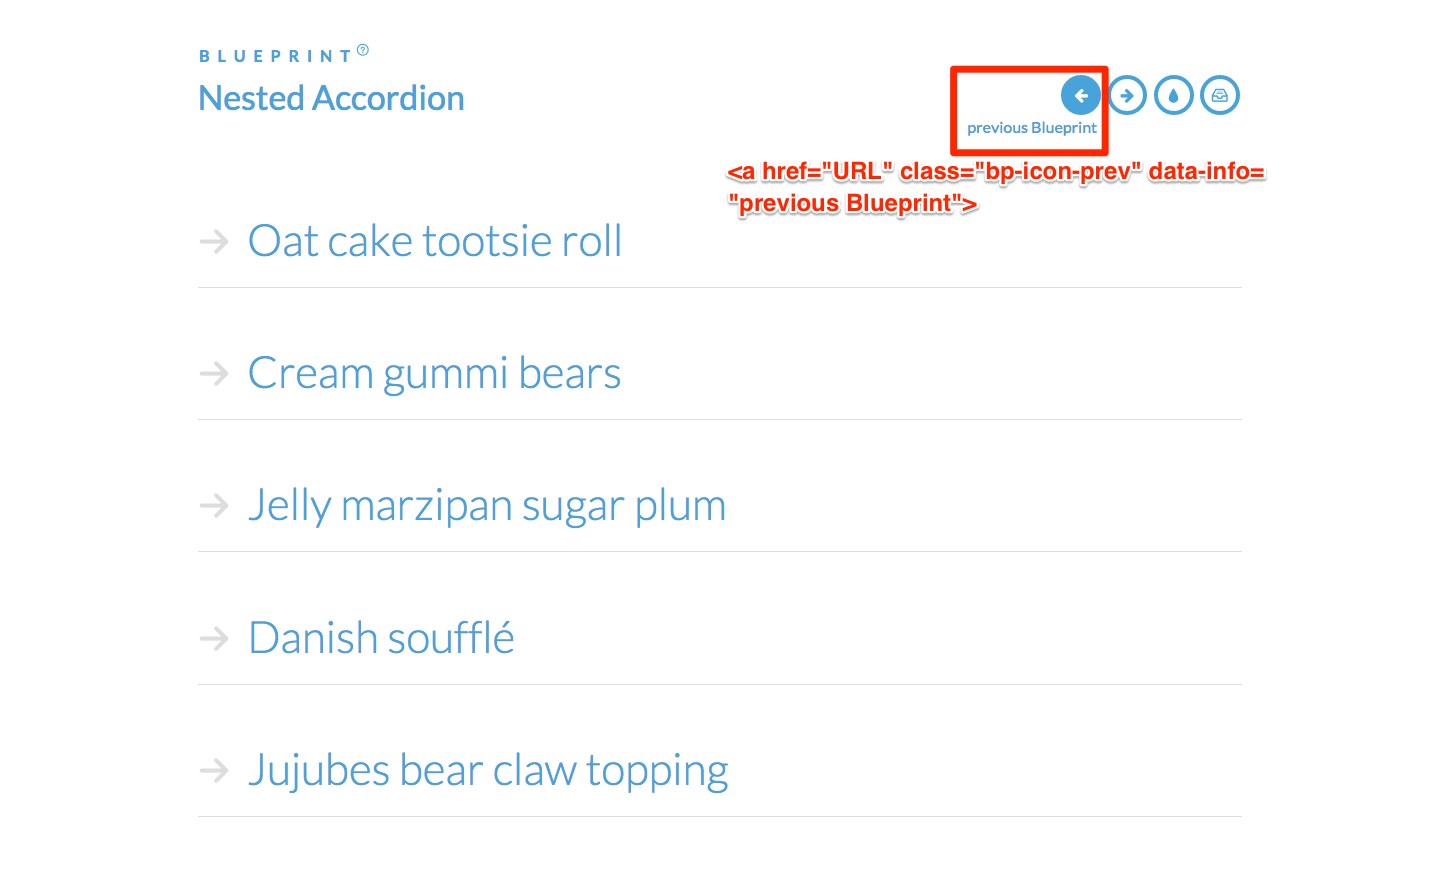 BLUEPRINT?
Nested Accordion
previous Blueprint
<a href="URL" class="bp-icon-prev" data-info=
"previous Blueprint">
Oat cake tootsie roll
Cream gummi bears
Jelly marzipan sugar plum
Danish soufflé
Jujubes bear claw topping